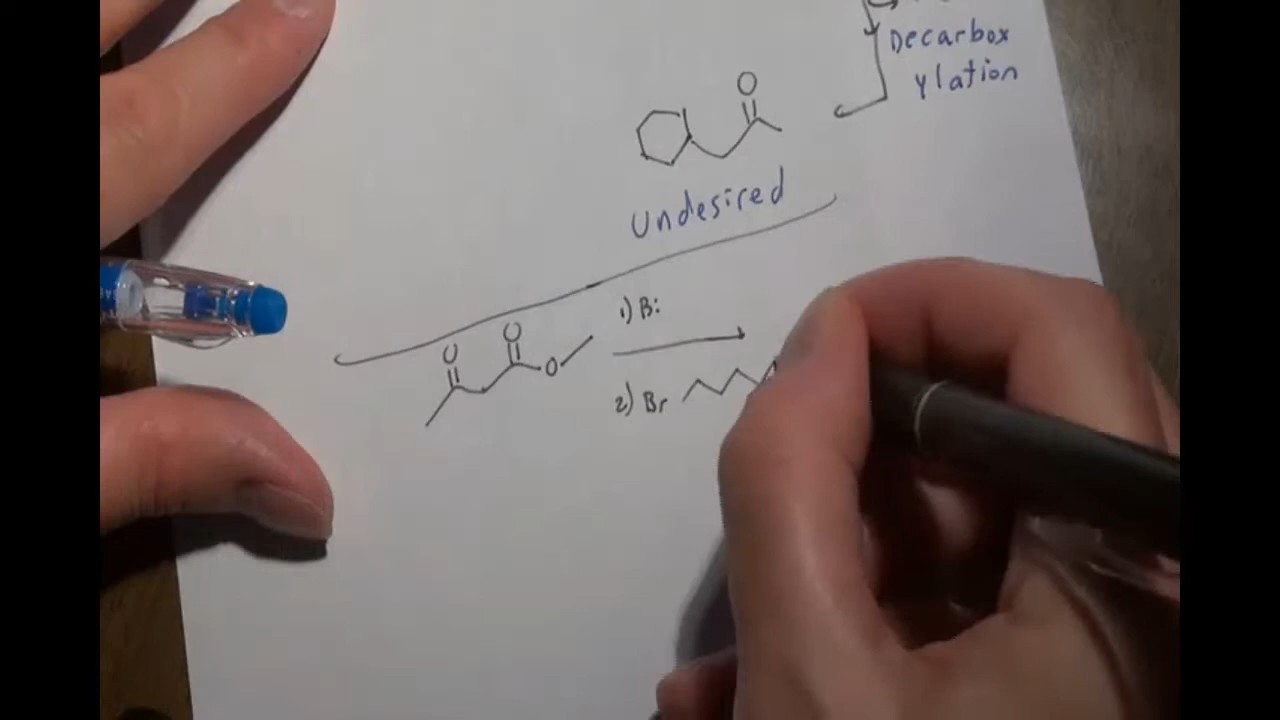 Decarbox
ylation
O
Undesired
1) B:
O
O
O
2) Br